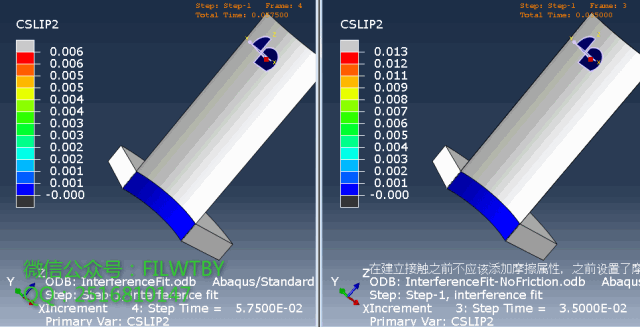 Step: Step-1 Frame: 4
Total Time: 0.057500
CSLIP2
0.006
0.006
0.005
0.005
0.004
0.004
0.003
0.003
0.002
0.002
0.001
0.001
-0.000
Z
Y
微信公众号：FILWTBY
ODB: InterferenceFit.odb Abaqus/Standard
Step: Step-1, interference fit
X
Increment 4: Step Time = 5.7500E-02
Primary Var: CSLIP2
Step: Step-1 Frame: 3
Total Time: 0.035000
CSLIP2
0.013
0.012
0.011
0.009
0.008
0.007
0.006
0.005
0.004
0.003
0.002
0.001
-0.000
在建立接触之前不应该添加摩擦属性，之前设置了摩
Z
Y
ODB: InterferenceFit-NoFriction.odb Abaqus
Step: Step-1, interference fit
X
Increment 3: Step Time = 3.5000E-02
Primary Var: CSLIP2